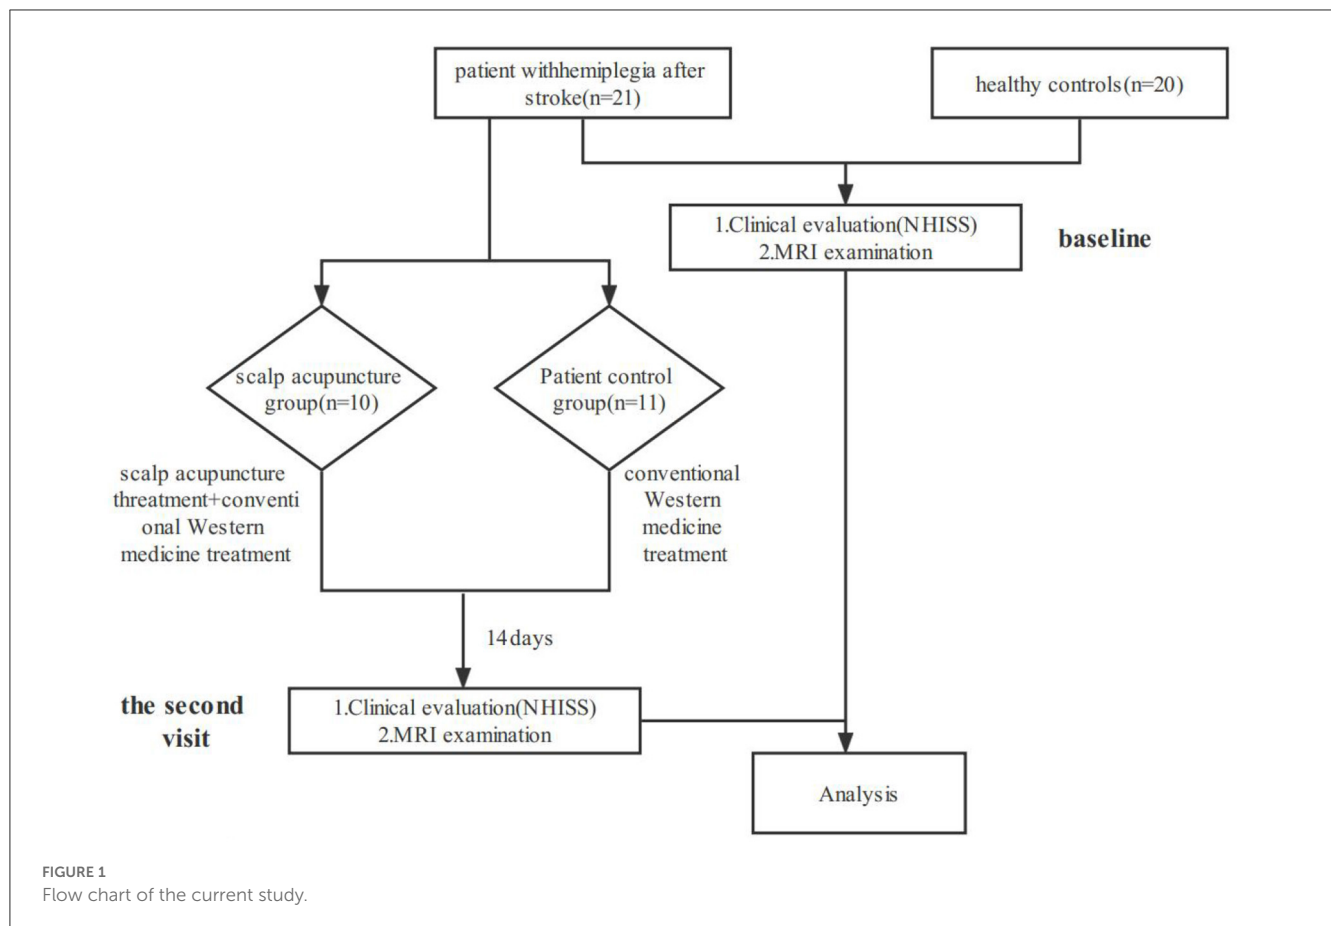 patient withhemiplegia after
stroke(n=21)
healthy controls(n=20)
1.Clinical evaluation(NHISS)
2.MRI examination
baseline
scalp acupuncture
group(n=10)
Patient control
group(n=11)
scalp acupuncture
threatment+conventi
onal Western
medicine treatment
conventional
Western
medicine
treatment
14days
the second
visit
1.Clinical evaluation(NHISS)
2.MRI examination
Analysis
FIGURE 1
Flow chart of the current study.